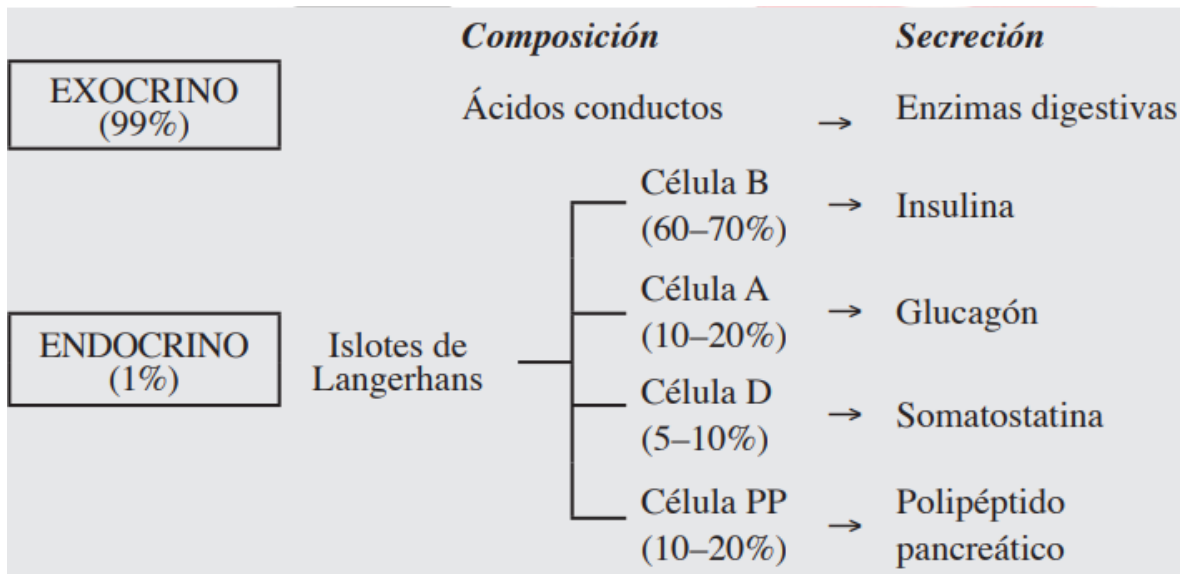 Composición Secreción
EXOCRINO
(99%)
Ácidos conductos → Enzimas digestivas
Célula B
(60–70%) → Insulina
Célula A
(10–20%) → Glucagón
ENDOCRINO
(1%)
Islotes de
Langerhans
Célula D
(5–10%) → Somatostatina
Célula PP
(10–20%) → Polipéptido
pancreático